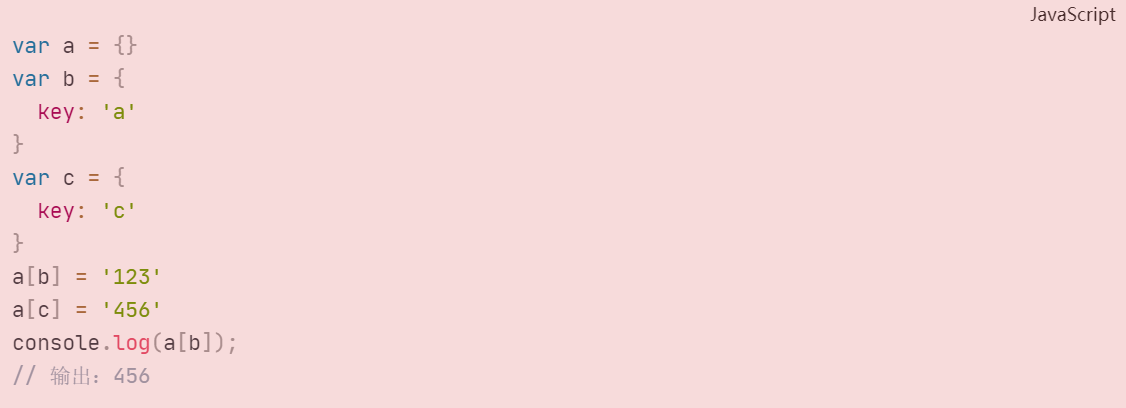 JavaScript
var a = {}
var b = {
  key: 'a'
}
var c = {
  key: 'c'
}
a[b] = '123'
a[c] = '456'
console.log(a[b]);
// 输出：456